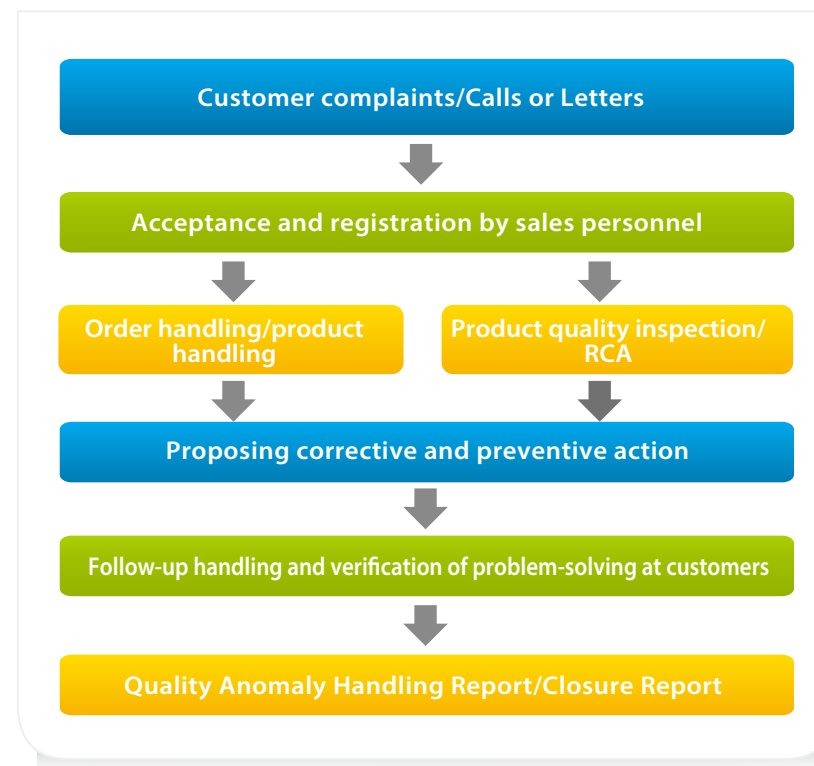 Customer complaints/Calls or Letters
Acceptance and registration by sales personnel
Order handling/product
handling
Product quality inspection/
RCA
Proposing corrective and preventive action
Follow-up handling and verification of problem-solving at customers
Quality Anomaly Handling Report/Closure Report